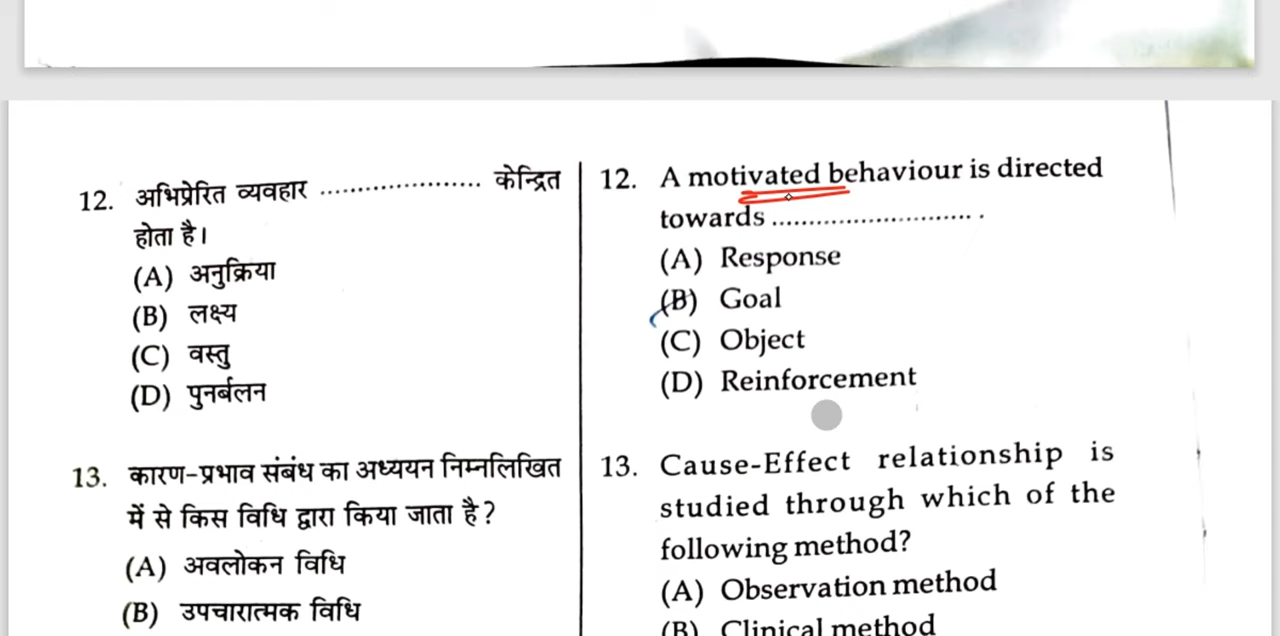 12. अभिप्रेरित व्यवहार ...................... केन्द्रित
होता है।
(A) अनुक्रिया
(B) लक्ष्य
(C) वस्तु
(D) पुनर्बलन
13. कारण-प्रभाव संबंध का अध्ययन निम्नलिखित
में से किस विधि द्वारा किया जाता है?
(A) अवलोकन विधि
(B) उपचारात्मक विधि
12. A motivated behaviour is directed
towards ........................... .
(A) Response
(B) Goal
(C) Object
(D) Reinforcement
13. Cause-Effect relationship is
studied through which of the
following method?
(A) Observation method
(B) Clinical method